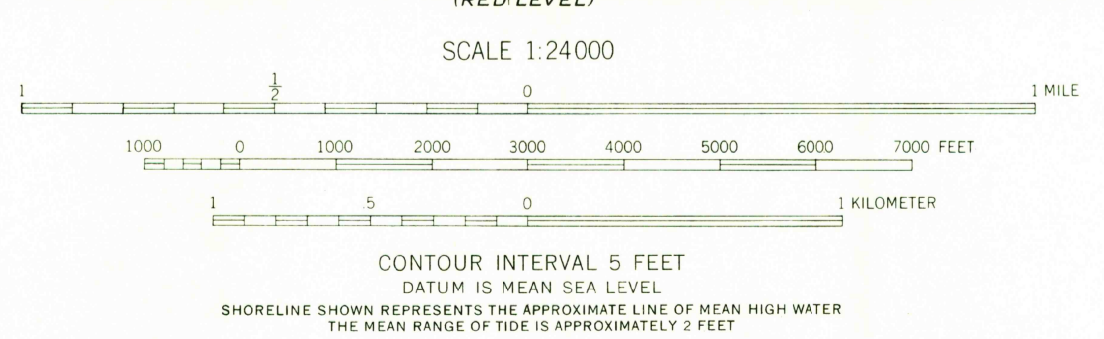 (RED LEVEL)
SCALE 1:24000
1 1/2 0 1 MILE
1000 0 1000 2000 3000 4000 5000 6000 7000 FEET
1 .5 0 1 KILOMETER
CONTOUR INTERVAL 5 FEET
DATUM IS MEAN SEA LEVEL
SHORELINE SHOWN REPRESENTS THE APPROXIMATE LINE OF MEAN HIGH WATER
THE MEAN RANGE OF TIDE IS APPROXIMATELY 2 FEET